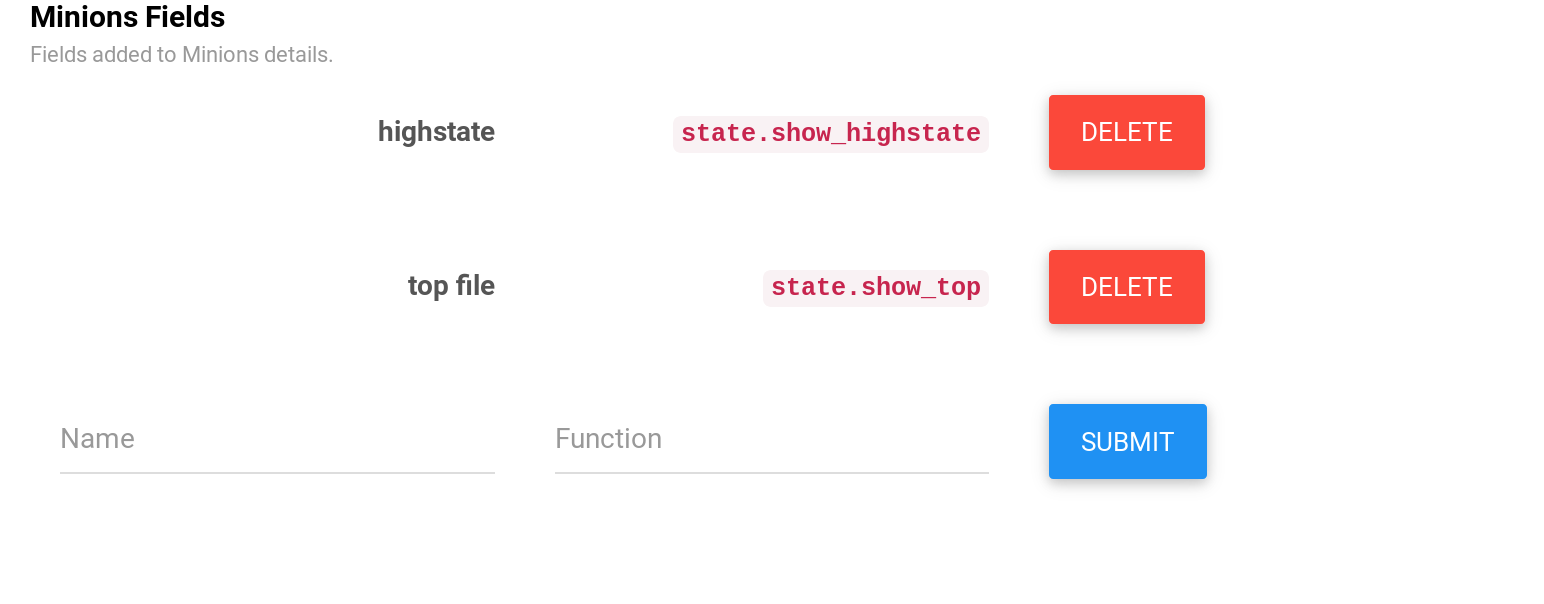 Minions Fields
Fields added to Minions details.
highstate state.show_highstate DELETE
top file state.show_top DELETE
Name Function SUBMIT